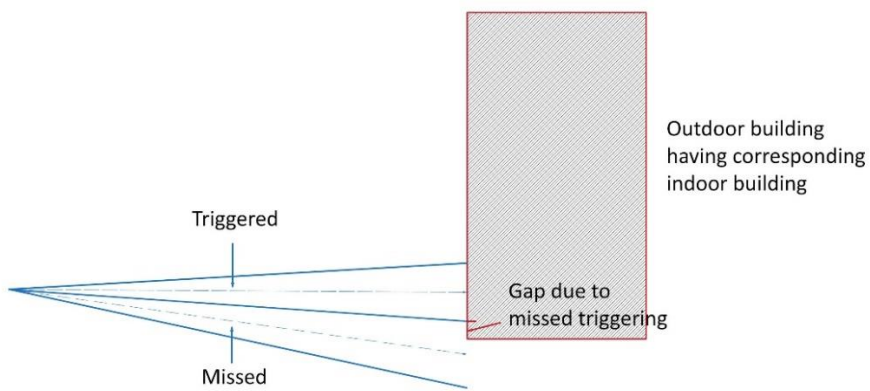 Outdoor building
having corresponding
indoor building
Triggered
Gap due to
missed triggering
Missed